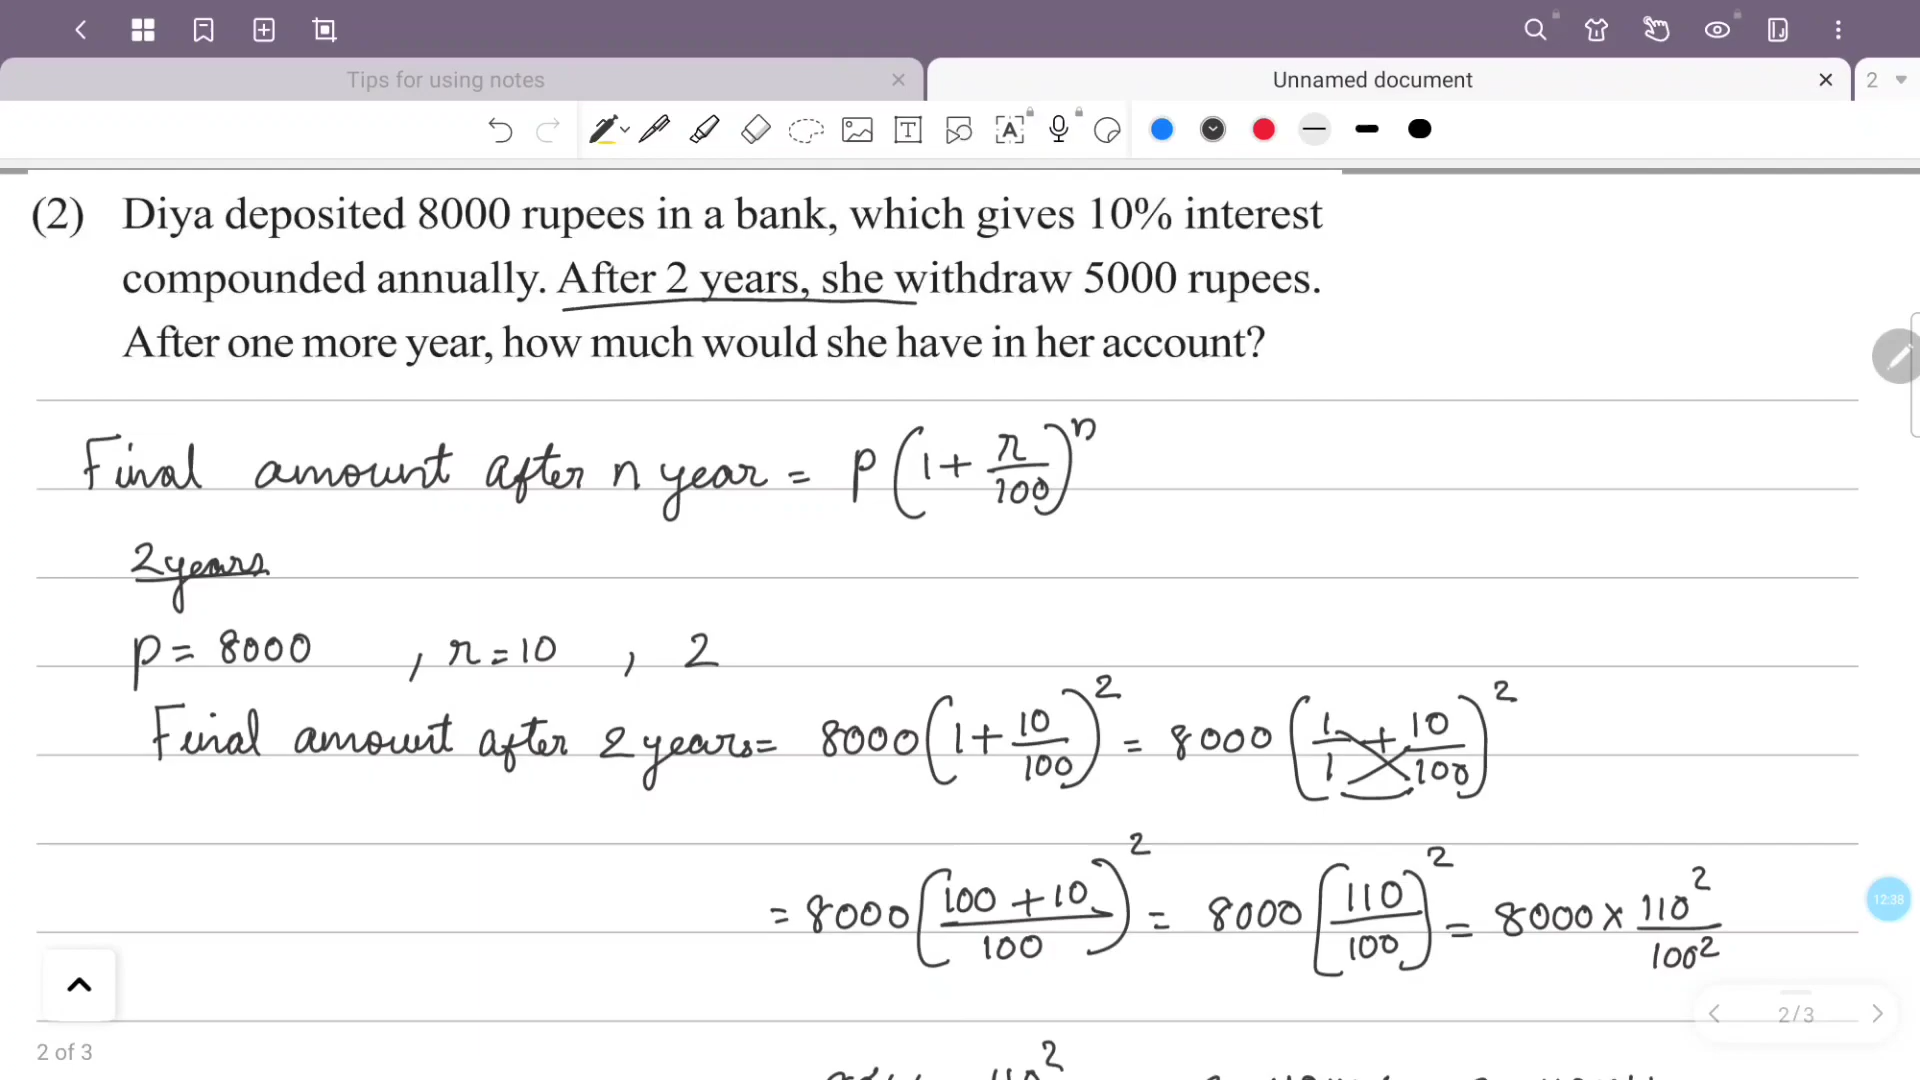 Tips for using notes
Unnamed document
2
(2) Diya deposited 8000 rupees in a bank, which gives 10% interest
compounded annually. After 2 years, she withdraw 5000 rupees.
After one more year, how much would she have in her account?
Final amount after n year = P(1 + r/100)^n
2 years
P = 8000 , r = 10 , 2
Final amount after 2 years = 8000(1 + 10/100)^2 = 8000(1/1 + 10/100)^2
= 8000(100 + 10/100)^2 = 8000[110/100]^2 = 8000 × 110^2/100^2
12:38
2/3
2 of 3